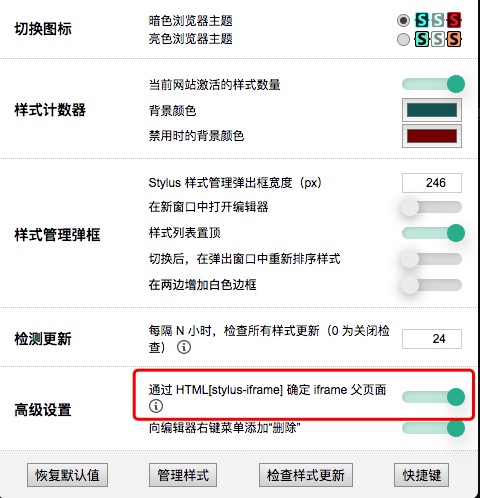 切换图标
暗色浏览器主题
S S S
亮色浏览器主题
S S S
样式计数器
当前网站激活的样式数量
背景颜色
禁用时的背景颜色
样式管理弹框
Stylus 样式管理弹出框宽度（px）
246
在新窗口中打开编辑器
样式列表置顶
切换后，在弹出窗口中重新排序样式
在两边增加白色边框
检测更新
每隔 N 小时，检查所有样式更新（0 为关闭检
查）
24
高级设置
通过 HTML[stylus-iframe] 确定 iframe 父页面
向编辑器右键菜单添加“删除”
恢复默认值
管理样式
检查样式更新
快捷键